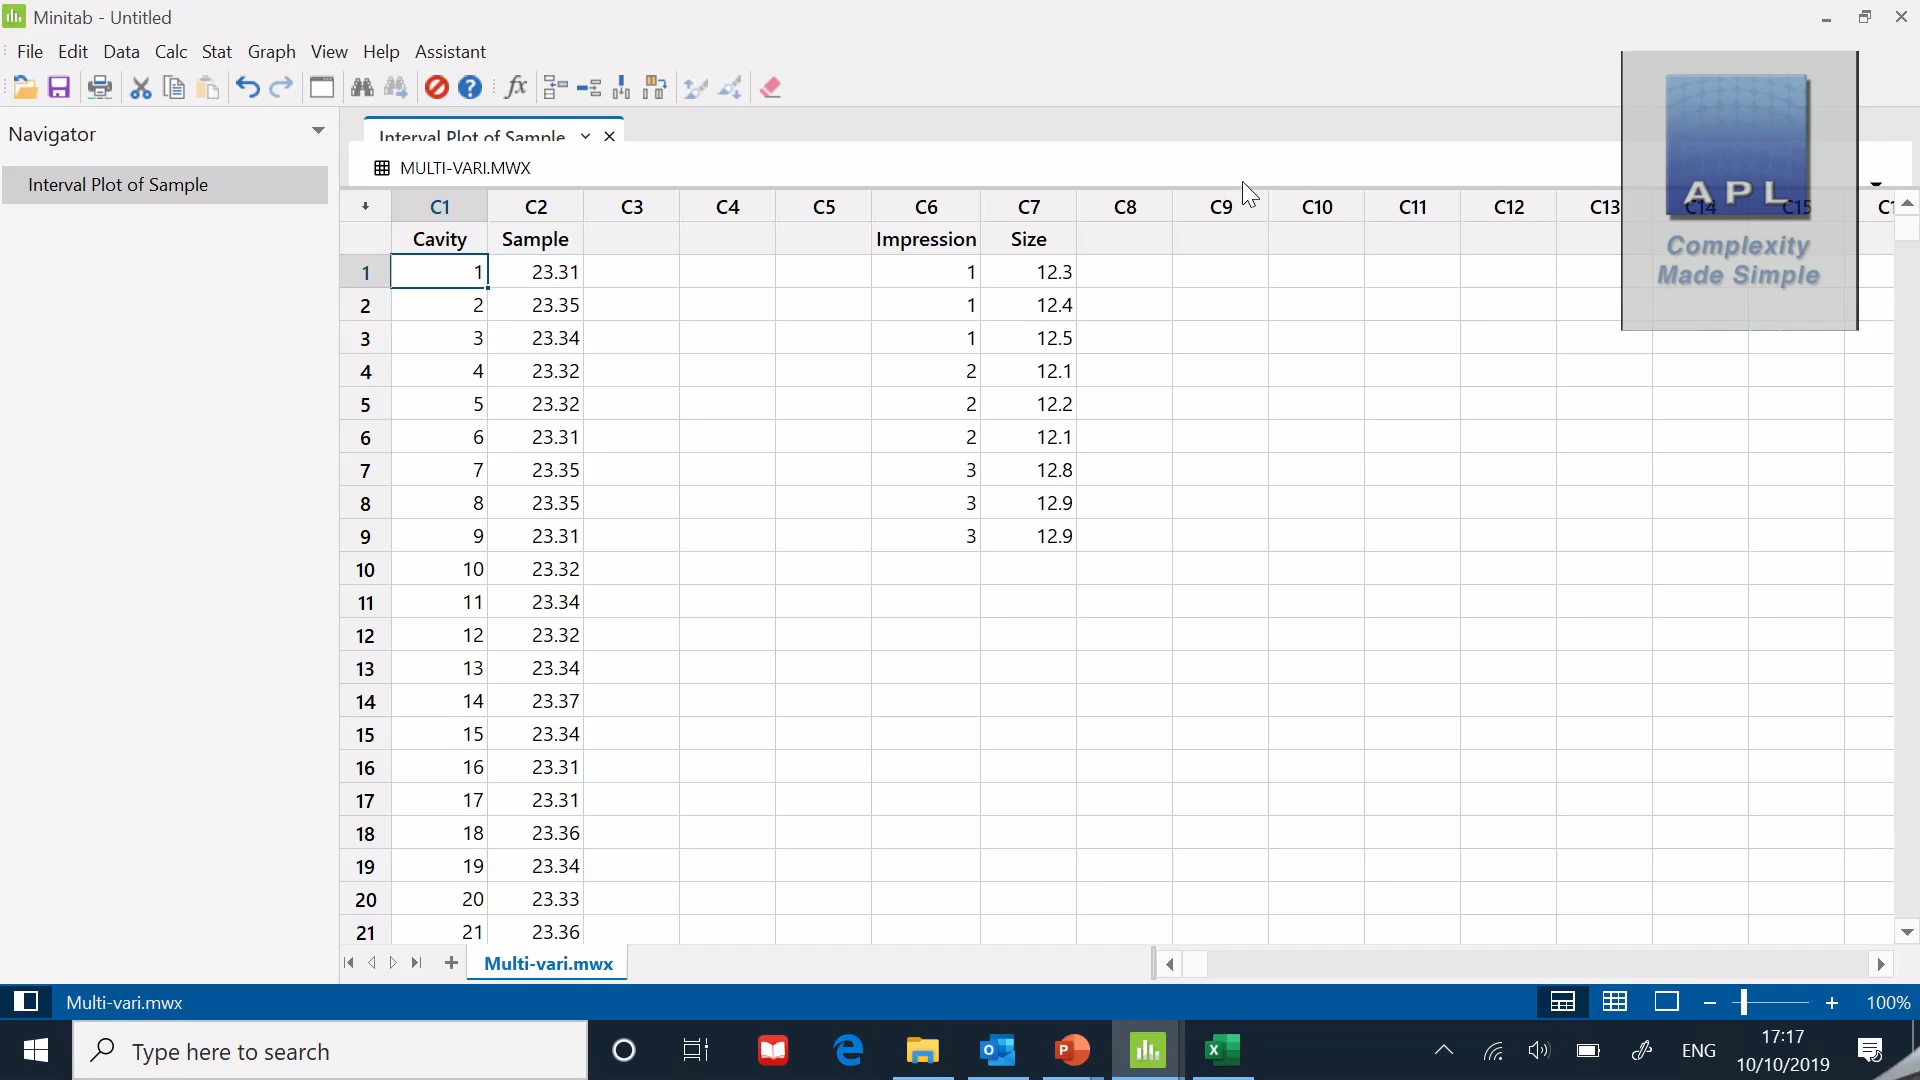 Minitab - Untitled
File Edit Data Calc Stat Graph View Help Assistant
Navigator
Interval Plot of Sample
Interval Plot of Sample
MULTI-VARI.MWX
C1 C2 C3 C4 C5 C6 C7 C8 C9 C10 C11 C12 C13 C14 C15
Cavity Sample Impression Size
1 1 23.31 1 12.3
2 2 23.35 1 12.4
3 3 23.34 1 12.5
4 4 23.32 2 12.1
5 5 23.32 2 12.2
6 6 23.31 2 12.1
7 7 23.35 3 12.8
8 8 23.35 3 12.9
9 9 23.31 3 12.9
10 10 23.32
11 11 23.34
12 12 23.32
13 13 23.34
14 14 23.37
15 15 23.34
16 16 23.31
17 17 23.31
18 18 23.36
19 19 23.34
20 20 23.33
21 21 23.36
APL
Complexity
Made Simple
Multi-vari.mwx
Multi-vari.mwx
100%
Type here to search
ENG
17:17
10/10/2019